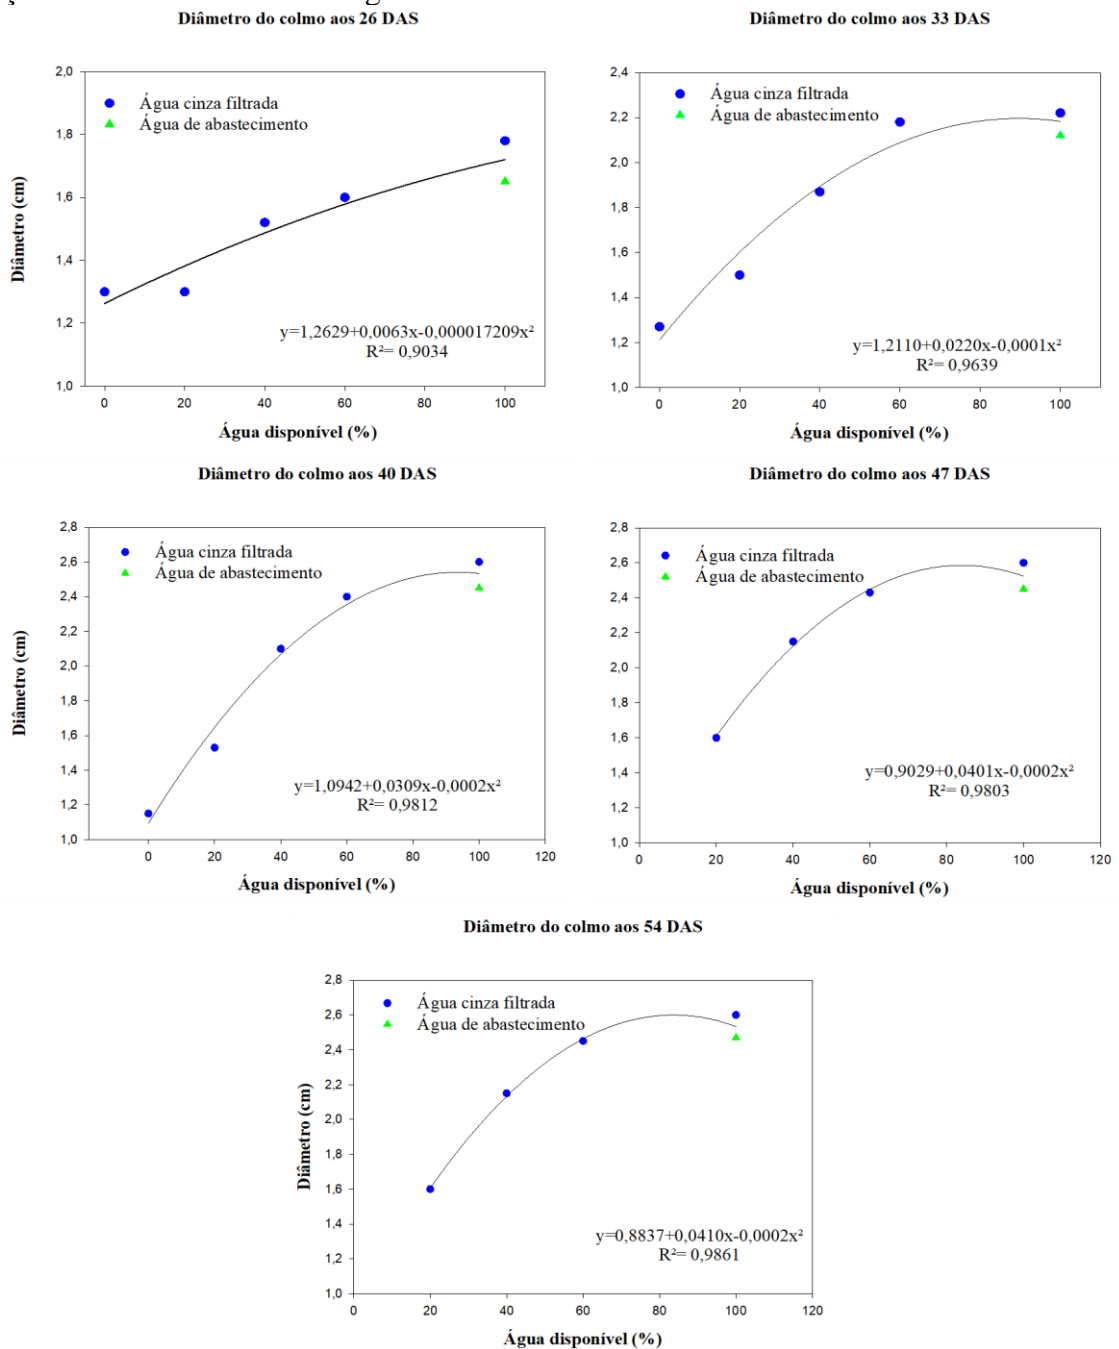 Diâmetro do colmo aos 26 DAS
2,0
1,8
1,6
1,4
1,2
1,0
Diâmetro (cm)
Água cinza filtrada
Água de abastecimento
y=1,2629+0,0063x-0,000017209x²
R²= 0,9034
0 20 40 60 80 100
Água disponível (%)
Diâmetro do colmo aos 33 DAS
2,4
2,2
2,0
1,8
1,6
1,4
1,2
1,0
Água cinza filtrada
Água de abastecimento
y=1,2110+0,0220x-0,0001x²
R²= 0,9639
0 20 40 60 80 100
Água disponível (%)
Diâmetro do colmo aos 40 DAS
2,8
2,6
2,4
2,2
2,0
1,8
1,6
1,4
1,2
1,0
Diâmetro (cm)
Água cinza filtrada
Água de abastecimento
y=1,0942+0,0309x-0,0002x²
R²= 0,9812
0 20 40 60 80 100 120
Água disponível (%)
Diâmetro do colmo aos 47 DAS
2,8
2,6
2,4
2,2
2,0
1,8
1,6
1,4
1,2
1,0
Água cinza filtrada
Água de abastecimento
y=0,9029+0,0401x-0,0002x²
R²= 0,9803
0 20 40 60 80 100 120
Água disponível (%)
Diâmetro do colmo aos 54 DAS
2,8
2,6
2,4
2,2
2,0
1,8
1,6
1,4
1,2
1,0
Diâmetro (cm)
Água cinza filtrada
Água de abastecimento
y=0,8837+0,0410x-0,0002x²
R²= 0,9861
0 20 40 60 80 100 120
Água disponível (%)